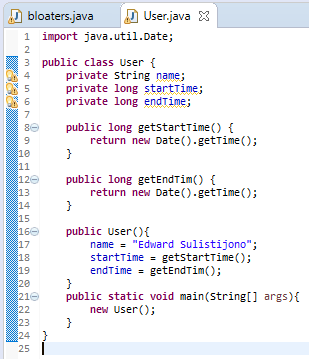 bloaters.java User.java
1 import java.util.Date;
2
3 public class User {
4     private String name;
5     private long startTime;
6     private long endTime;
7
8     public long getStartTime() {
9         return new Date().getTime();
10     }
11
12     public long getEndTim() {
13         return new Date().getTime();
14     }
15
16     public User(){
17         name = "Edward Sulistijono";
18         startTime = getStartTime();
19         endTime = getEndTim();
20     }
21     public static void main(String[] args){
22         new User();
23     }
24 }
25